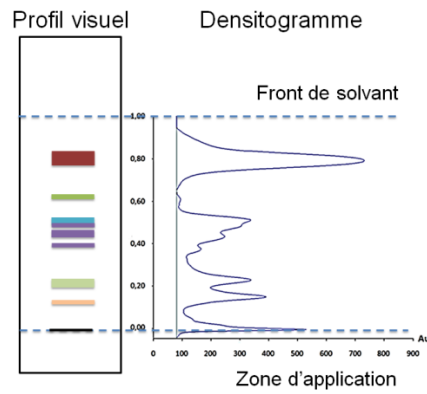 Profil visuel
Densitogramme
Front de solvant
1,00
0,80
0,60
0,40
0,20
0,00
0 100 200 300 400 500 600 700 800 900
Au
Zone d'application